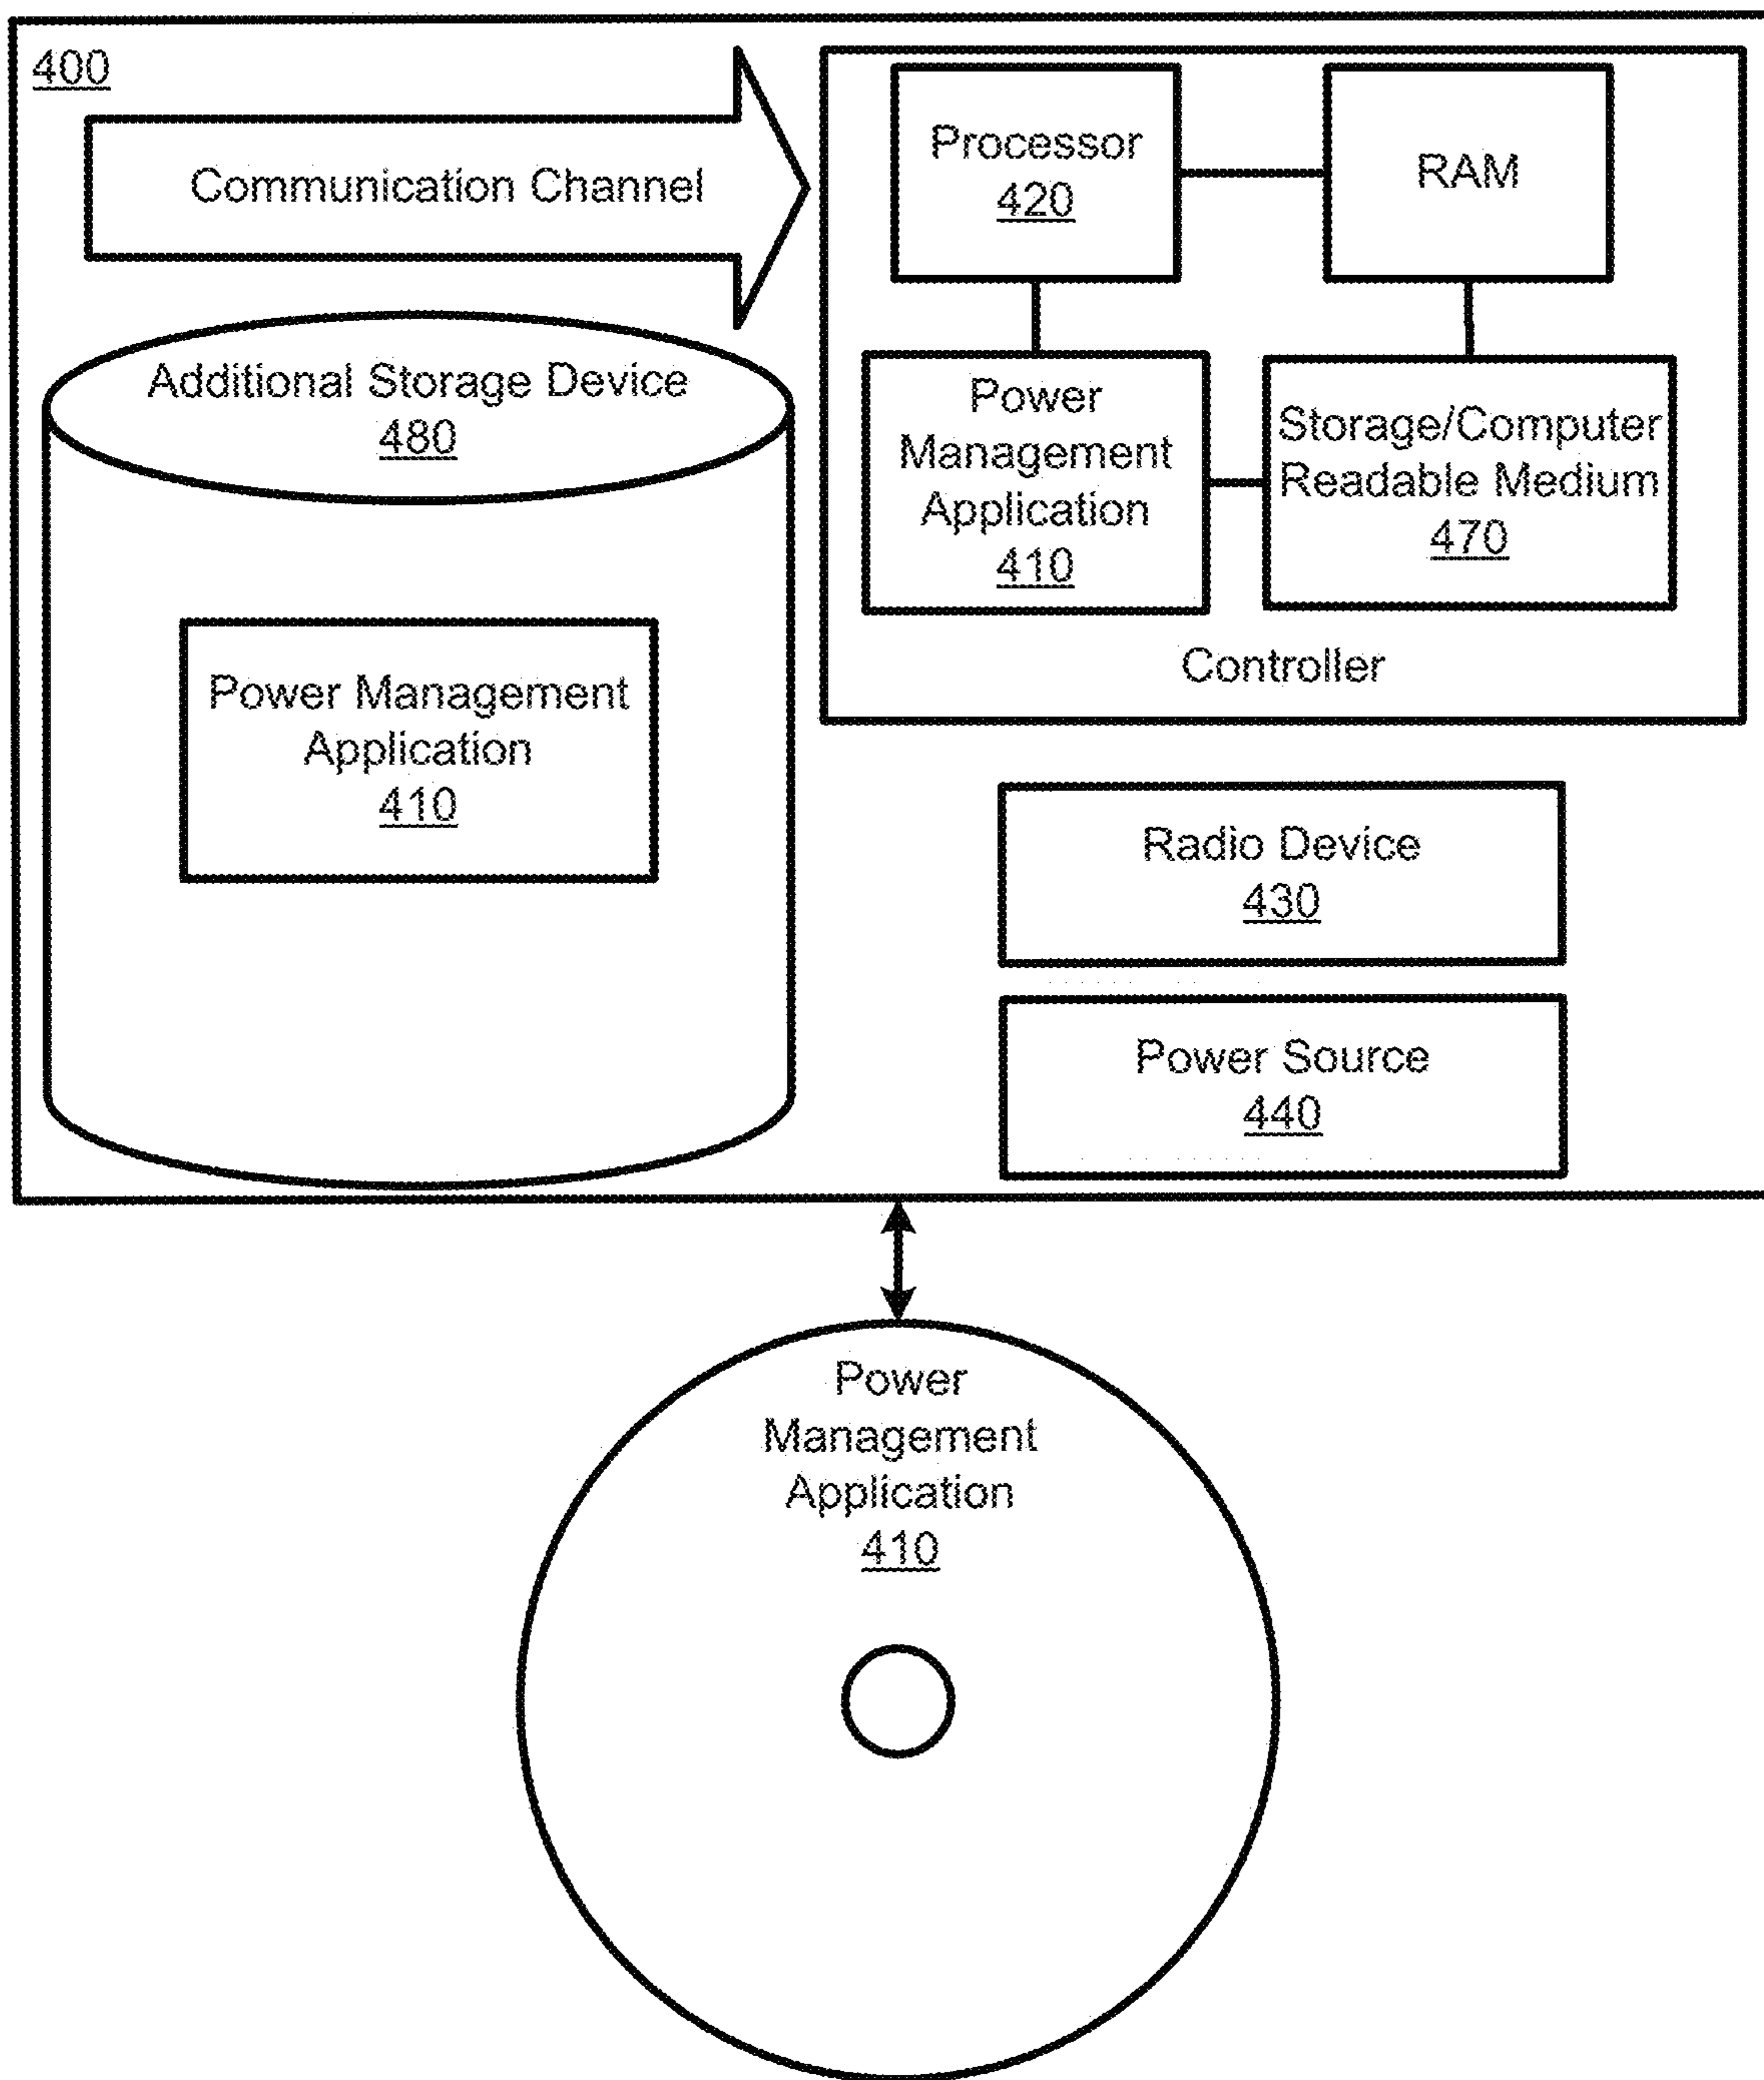 400
Communication Channel
Processor
420
RAM
Power
Management
Application
410
Storage/Computer
Readable Medium
470
Controller
Additional Storage Device
480
Power Management
Application
410
Radio Device
430
Power Source
440
Power
Management
Application
410